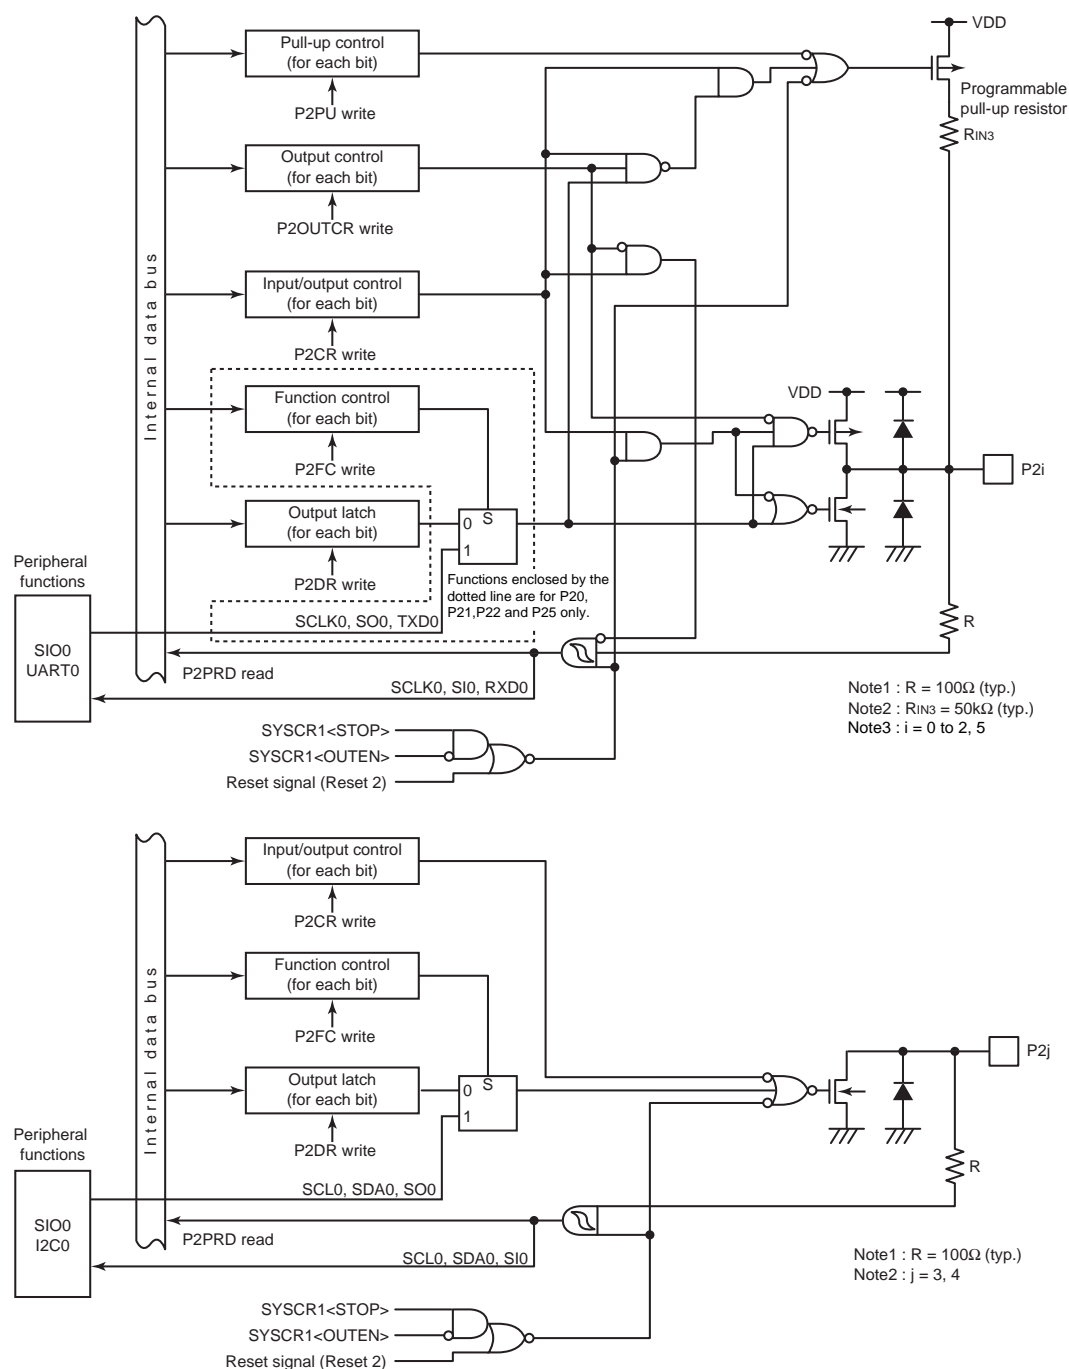 VDD
Pull-up control
(for each bit)
P2PU write
Programmable
pull-up resistor
RIN3
Output control
(for each bit)
P2OUTCR write
Internal data bus
Input/output control
(for each bit)
P2CR write
Function control
(for each bit)
P2FC write
VDD
P2i
Output latch
(for each bit)
P2DR write
0
S
1
Functions enclosed by the
dotted line are for P20,
P21,P22 and P25 only.
Peripheral
functions
SIO0
UART0
SCLK0, SO0, TXD0
R
P2PRD read
SCLK0, SI0, RXD0
Note1 : R = 100Ω (typ.)
Note2 : RIN3 = 50kΩ (typ.)
Note3 : i = 0 to 2, 5
SYSCR1<STOP>
SYSCR1<OUTEN>
Reset signal (Reset 2)
Input/output control
(for each bit)
P2CR write
Internal data bus
Function control
(for each bit)
P2FC write
P2j
Output latch
(for each bit)
P2DR write
0
S
1
Peripheral
functions
SIO0
I2C0
SCL0, SDA0, SO0
R
P2PRD read
SCL0, SDA0, SI0
Note1 : R = 100Ω (typ.)
Note2 : j = 3, 4
SYSCR1<STOP>
SYSCR1<OUTEN>
Reset signal (Reset 2)